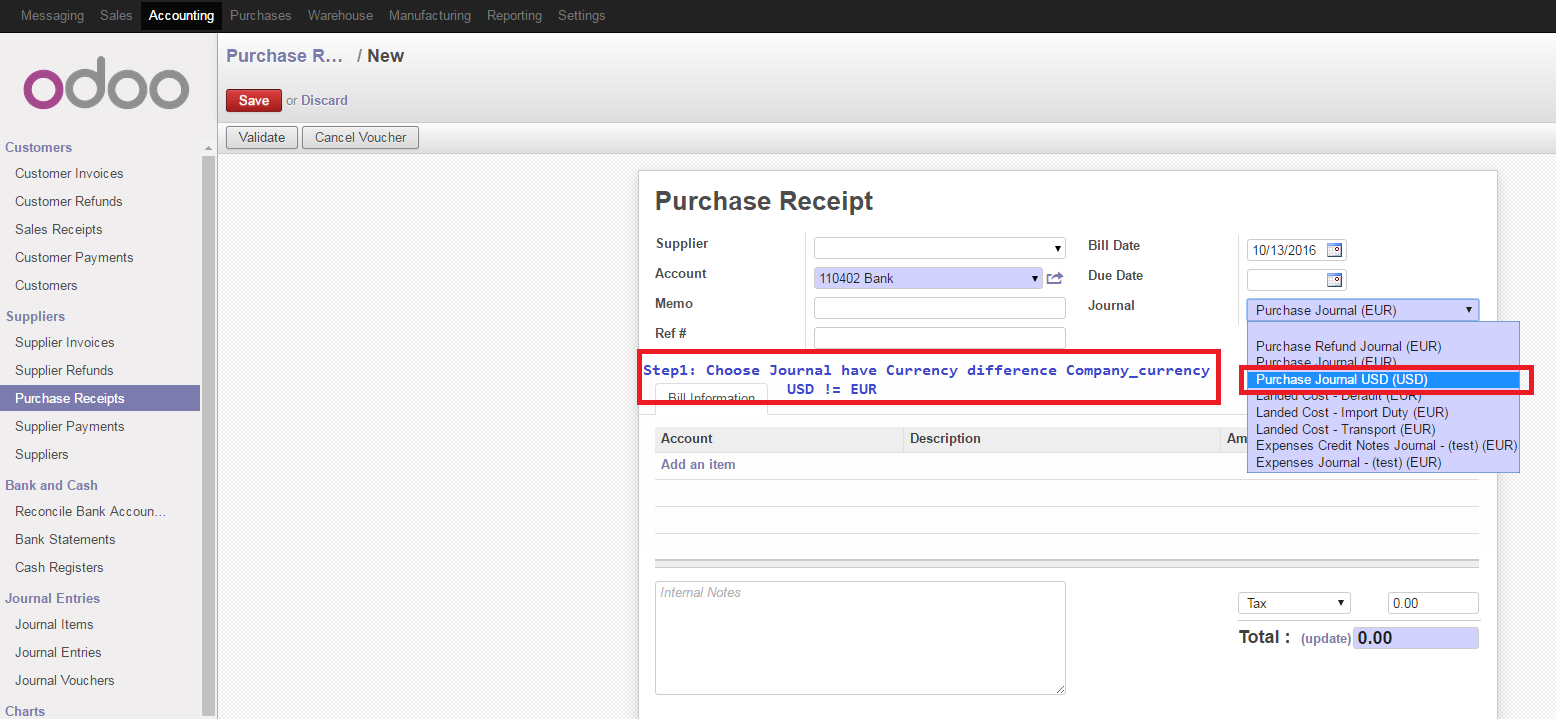 Messaging Sales Accounting Purchases Warehouse Manufacturing Reporting Settings
odoo
Purchase R... / New
Save or Discard
Validate Cancel Voucher
Customers
Customer Invoices
Customer Refunds
Sales Receipts
Customer Payments
Customers
Suppliers
Supplier Invoices
Supplier Refunds
Purchase Receipts
Supplier Payments
Suppliers
Bank and Cash
Reconcile Bank Accoun...
Bank Statements
Cash Registers
Journal Entries
Journal Items
Journal Entries
Journal Vouchers
Charts
Purchase Receipt
Supplier
Account 110402 Bank
Memo
Ref #
Bill Date 10/13/2016
Due Date
Journal Purchase Journal (EUR)
Purchase Refund Journal (EUR)
Purchase Journal (EUR)
Purchase Journal USD (USD)
Landed Cost - Default (EUR)
Landed Cost - Import Duty (EUR)
Landed Cost - Transport (EUR)
Expenses Credit Notes Journal - (test) (EUR)
Expenses Journal - (test) (EUR)
Step1: Choose Journal have Currency difference Company_currency
USD != EUR
Bill Information
Account Description Am
Add an item
Internal Notes
Tax 0.00
Total : (update) 0.00